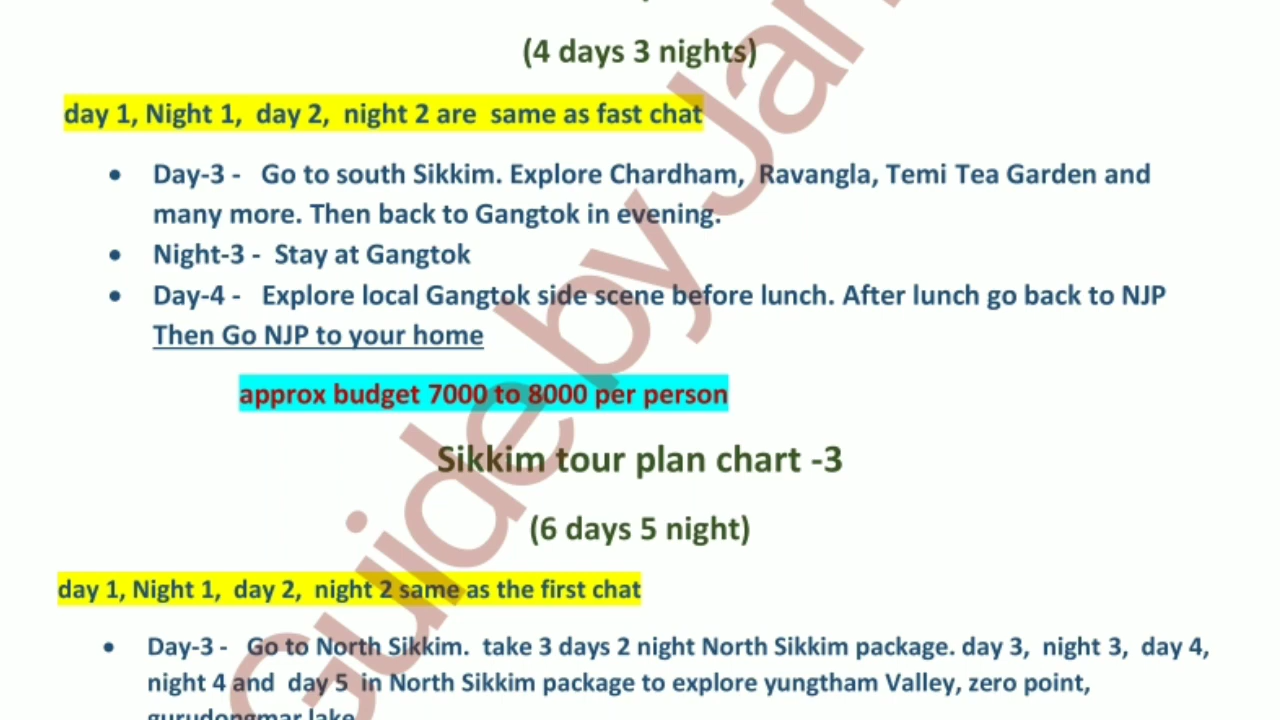 (4 days 3 nights)
day 1, Night 1, day 2, night 2 are same as fast chat
• Day-3 - Go to south Sikkim. Explore Chardham, Ravangla, Temi Tea Garden and
many more. Then back to Gangtok in evening.
• Night-3 - Stay at Gangtok
• Day-4 - Explore local Gangtok side scene before lunch. After lunch go back to NJP
Then Go NJP to your home
approx budget 7000 to 8000 per person
Sikkim tour plan chart -3
(6 days 5 night)
day 1, Night 1, day 2, night 2 same as the first chat
• Day-3 - Go to North Sikkim. take 3 days 2 night North Sikkim package. day 3, night 3, day 4,
night 4 and day 5 in North Sikkim package to explore yungtham Valley, zero point,
gurudongmar lake
Guide by Jan